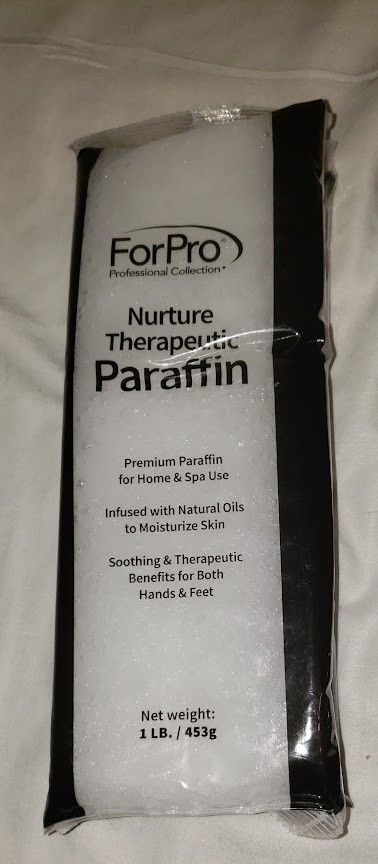 ForPro®
Professional Collection®
Nurture
Therapeutic
Paraffin
Premium Paraffin
for Home & Spa Use
Infused with Natural Oils
to Moisturize Skin
Soothing & Therapeutic
Benefits for Both
Hands & Feet
Net weight:
1 LB. / 453g